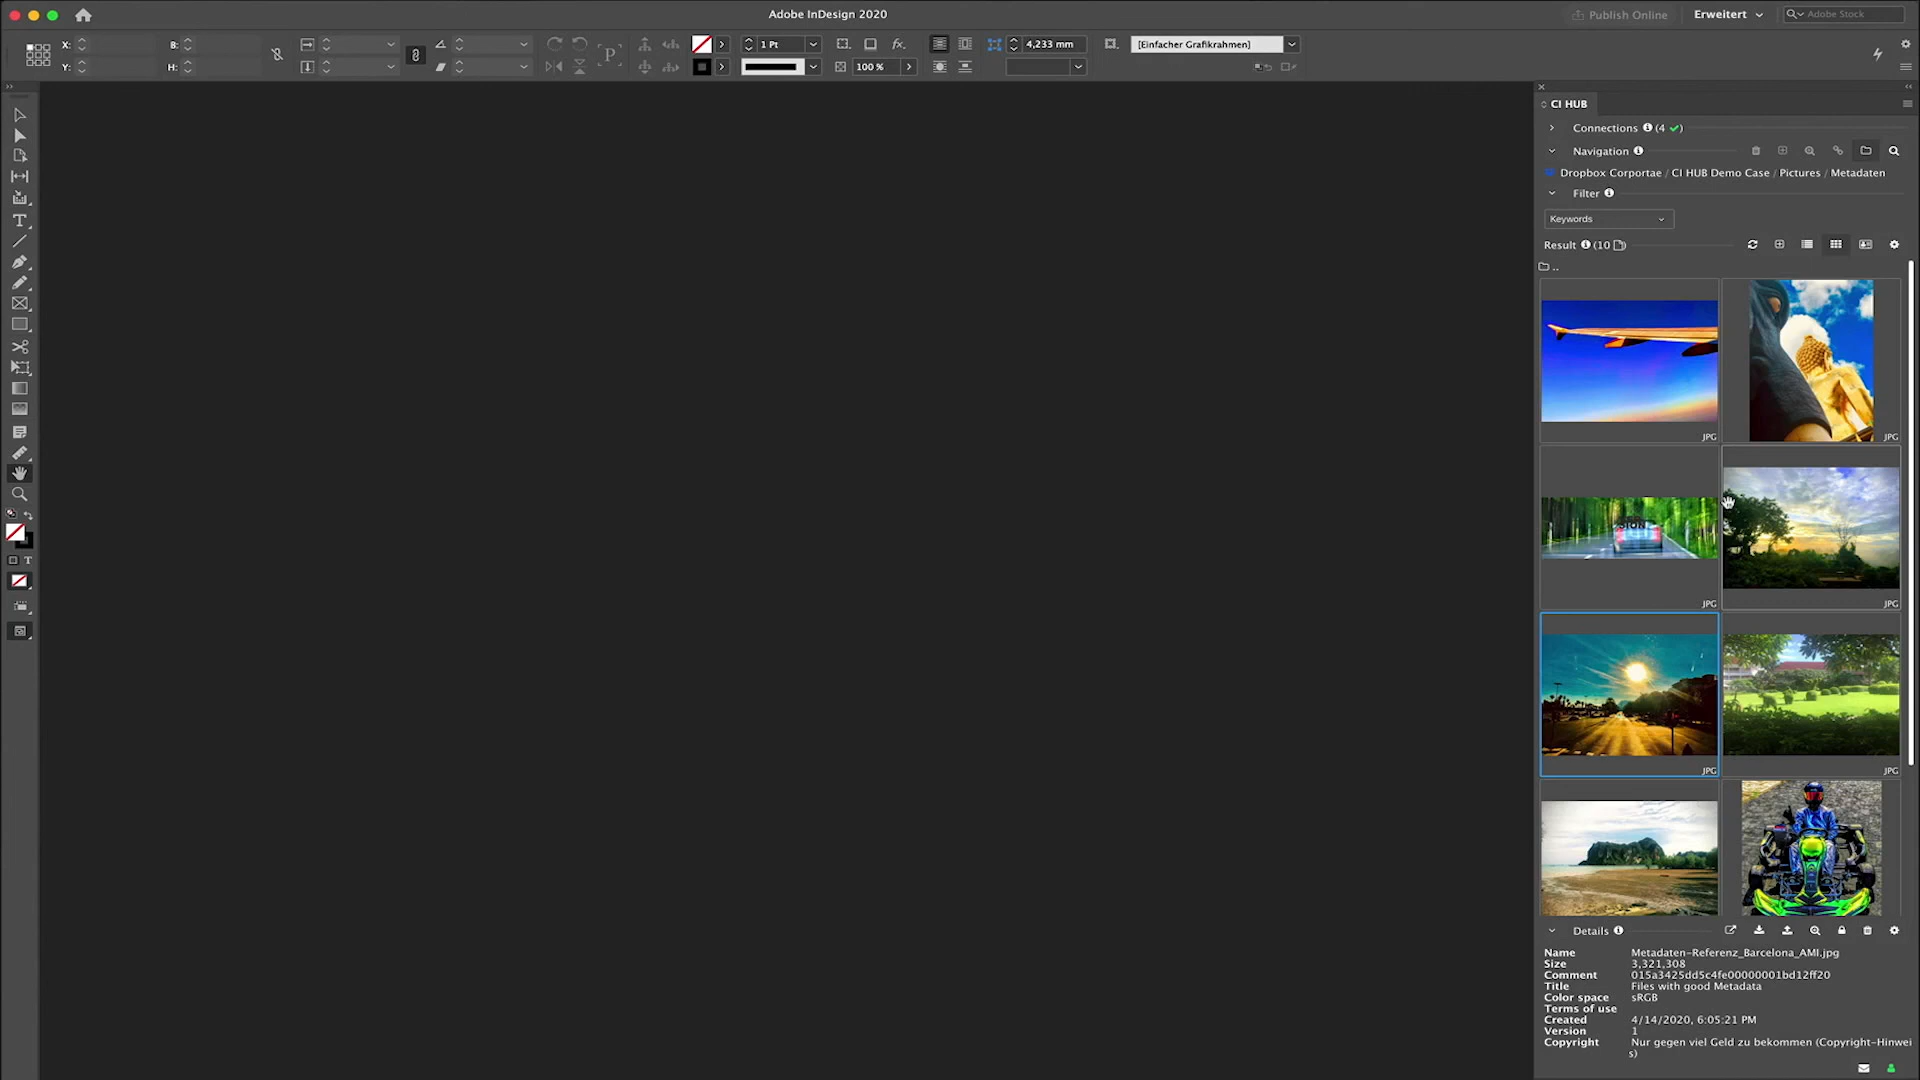 Adobe InDesign 2020
Publish Online
Erweitert
Adobe Stock
X:
B:
1 Pt
fx.
4,233 mm
[Einfacher Grafikrahmen]
Y:
H:
P
100 %
CI HUB
Connections (4 ✓)
Navigation
Dropbox Corportae / CI HUB Demo Case / Pictures / Metadaten
Filter
Keywords
Result (10)
..
JPG
JPG
JPG
JPG
JPG
JPG
Details
Name Metadaten-Referenz_Barcelona_AMI.jpg
Size 3,321,308
Comment 015a3425dd5c4fe00000001bd12ff20
Title Files with good Metadata
Color space sRGB
Terms of use
Created 4/14/2020, 6:05:21 PM
Version 1
Copyright Nur gegen viel Geld zu bekommen (Copyright-Hinwei
s)